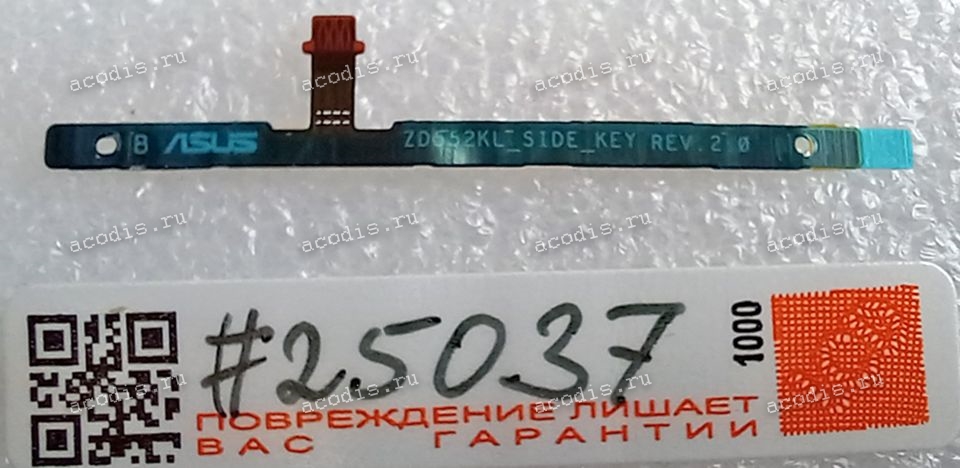 B ASUS ZD552KL_SIDE_KEY REV.2 0
#25037
1000
ПОВРЕЖДЕНИЕ ЛИШАЕТ
ВАС ГАРАНТИИ
acodis.ru